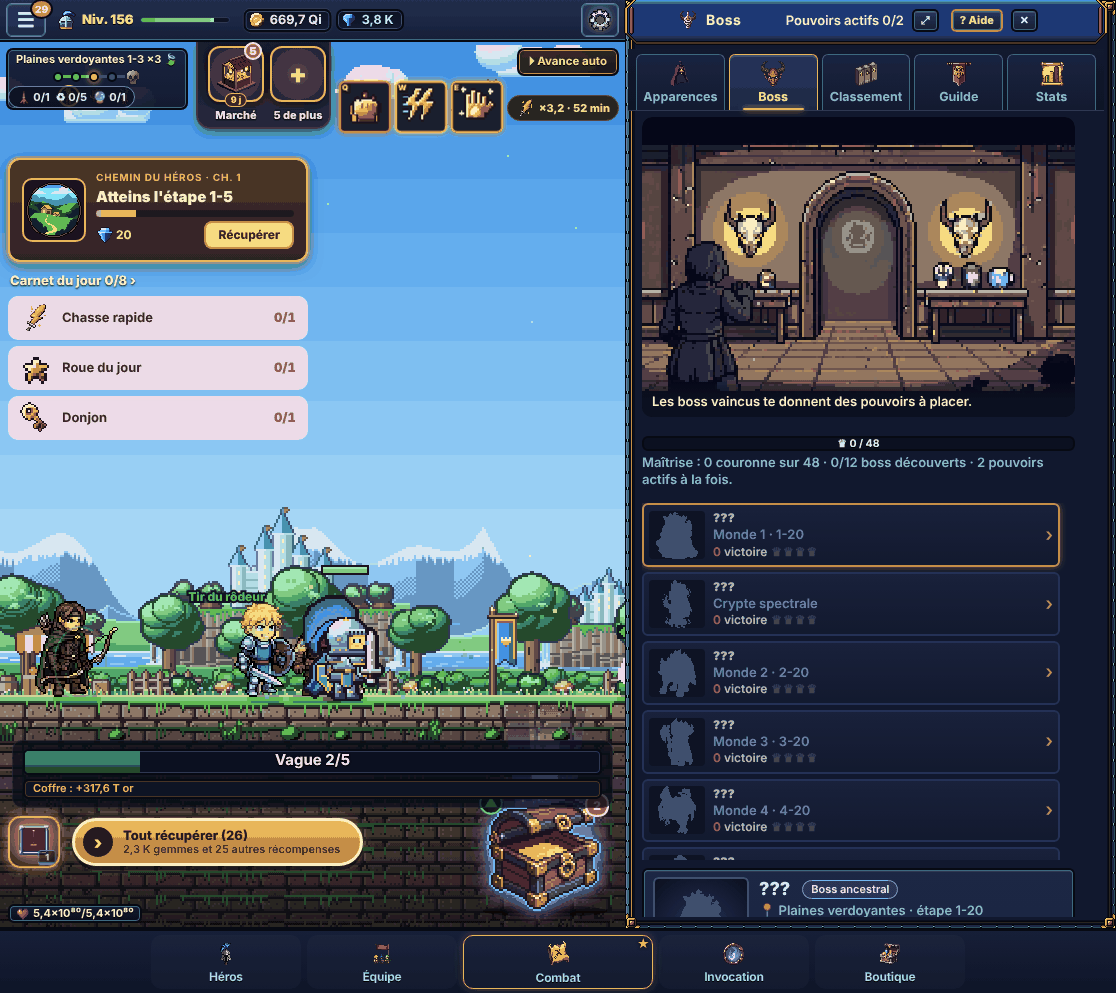 29
Niv. 156
669,7 Qi
3,8 K
Plaines verdoyantes 1-3 ×3
0/1
0/5
0/1
5
9 j
Marché
5 de plus
Q
W
E
Avance auto
×3,2 · 52 min
CHEMIN DU HÉROS · CH. 1
Atteins l'étape 1-5
20
Récupérer
Carnet du jour 0/8 ›
Chasse rapide
0/1
Roue du jour
0/1
Donjon
0/1
Tir du rôdeur
Vague 2/5
Coffre : +317,6 T or
1
Tout récupérer (26)
2,3 K gemmes et 25 autres récompenses
2
5,4×10⁸⁰/5,4×10⁸⁰
Boss
Pouvoirs actifs 0/2
? Aide
Apparences
Boss
Classement
Guilde
Stats
Les boss vaincus te donnent des pouvoirs à placer.
0 / 48
Maîtrise : 0 couronne sur 48 · 0/12 boss découverts · 2 pouvoirs
actifs à la fois.
???
Monde 1 · 1-20
0 victoire
???
Crypte spectrale
0 victoire
???
Monde 2 · 2-20
0 victoire
???
Monde 3 · 3-20
0 victoire
???
Monde 4 · 4-20
0 victoire
???
Boss ancestral
Plaines verdoyantes · étape 1-20
Héros
Équipe
Combat
Invocation
Boutique